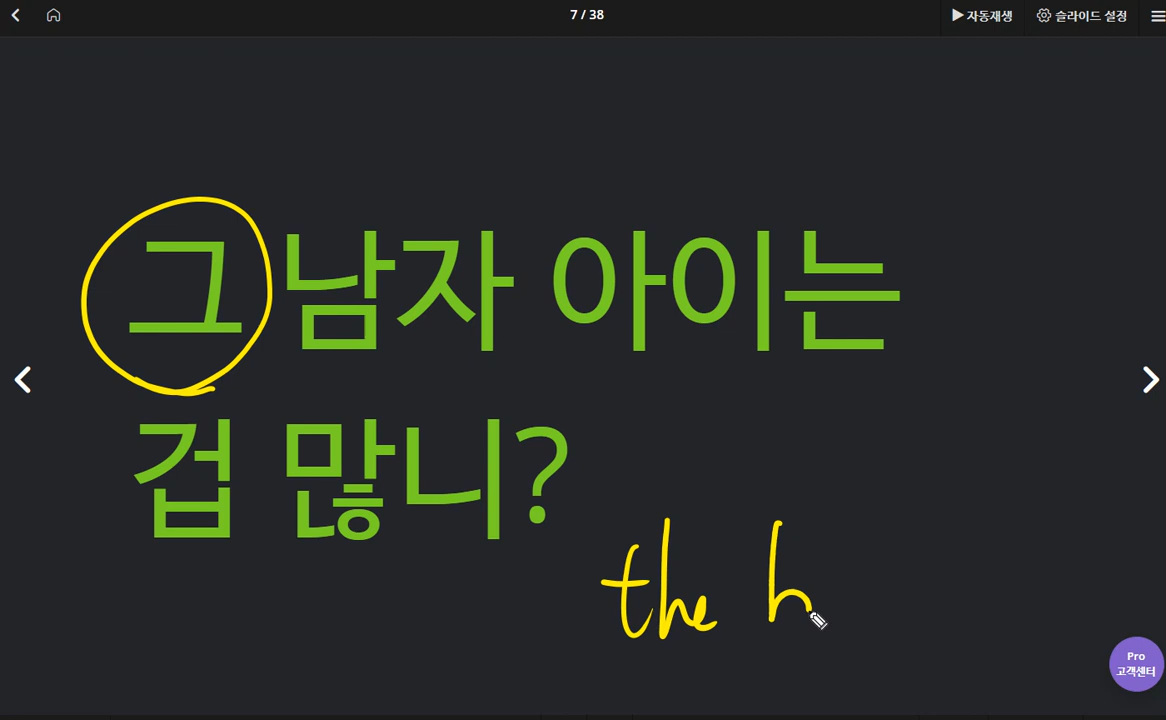 7 / 38
▶자동재생
슬라이드 설정
그 남자 아이는
겁 많니?
the h
Pro
고객센터